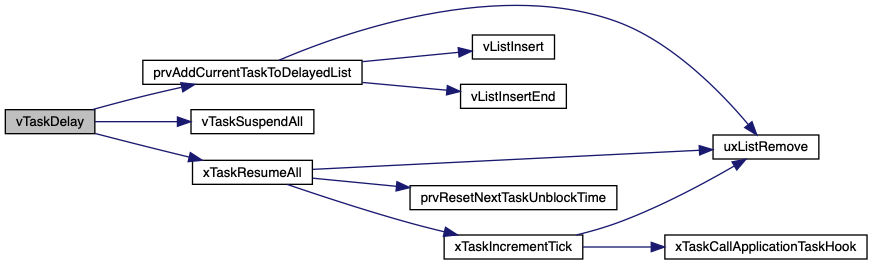 vListInsert
prvAddCurrentTaskToDelayedList
vListInsertEnd
vTaskDelay
vTaskSuspendAll
uxListRemove
xTaskResumeAll
prvResetNextTaskUnblockTime
xTaskIncrementTick
xTaskCallApplicationTaskHook